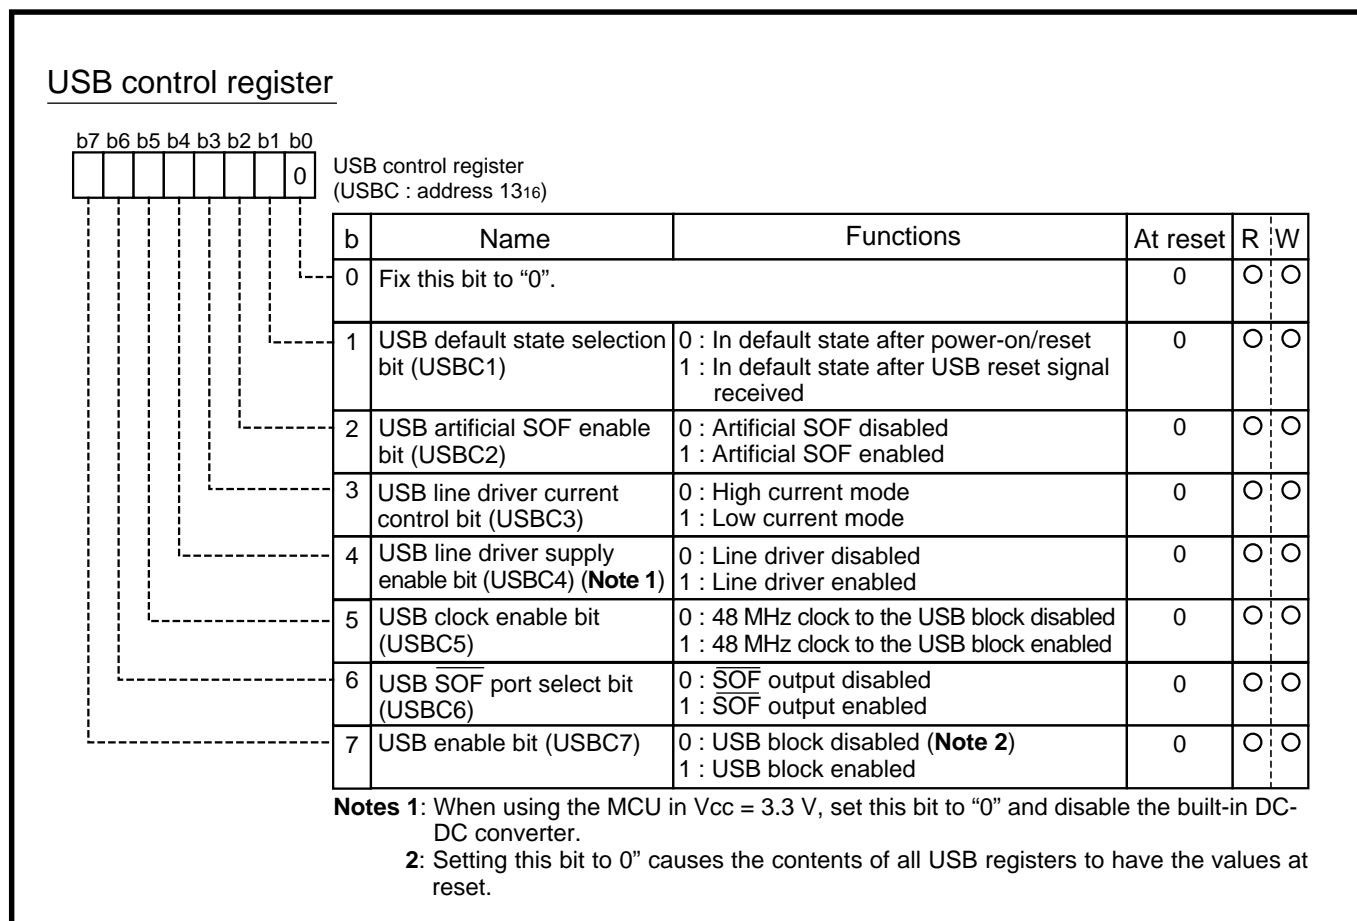 USB control register
b7 b6 b5 b4 b3 b2 b1 b0
0
USB control register
(USBC : address 1316)
b Name Functions At reset R W
0 Fix this bit to “0”. 0 O O
1 USB default state selection 0 : In default state after power-on/reset 0 O O
bit (USBC1) 1 : In default state after USB reset signal
received
2 USB artificial SOF enable 0 : Artificial SOF disabled 0 O O
bit (USBC2) 1 : Artificial SOF enabled
3 USB line driver current 0 : High current mode 0 O O
control bit (USBC3) 1 : Low current mode
4 USB line driver supply 0 : Line driver disabled 0 O O
enable bit (USBC4) (Note 1) 1 : Line driver enabled
5 USB clock enable bit 0 : 48 MHz clock to the USB block disabled 0 O O
(USBC5) 1 : 48 MHz clock to the USB block enabled
6 USB SOF port select bit 0 : SOF output disabled 0 O O
(USBC6) 1 : SOF output enabled
7 USB enable bit (USBC7) 0 : USB block disabled (Note 2) 0 O O
1 : USB block enabled
Notes 1: When using the MCU in Vcc = 3.3 V, set this bit to “0” and disable the built-in DC-
DC converter.
2: Setting this bit to 0” causes the contents of all USB registers to have the values at
reset.